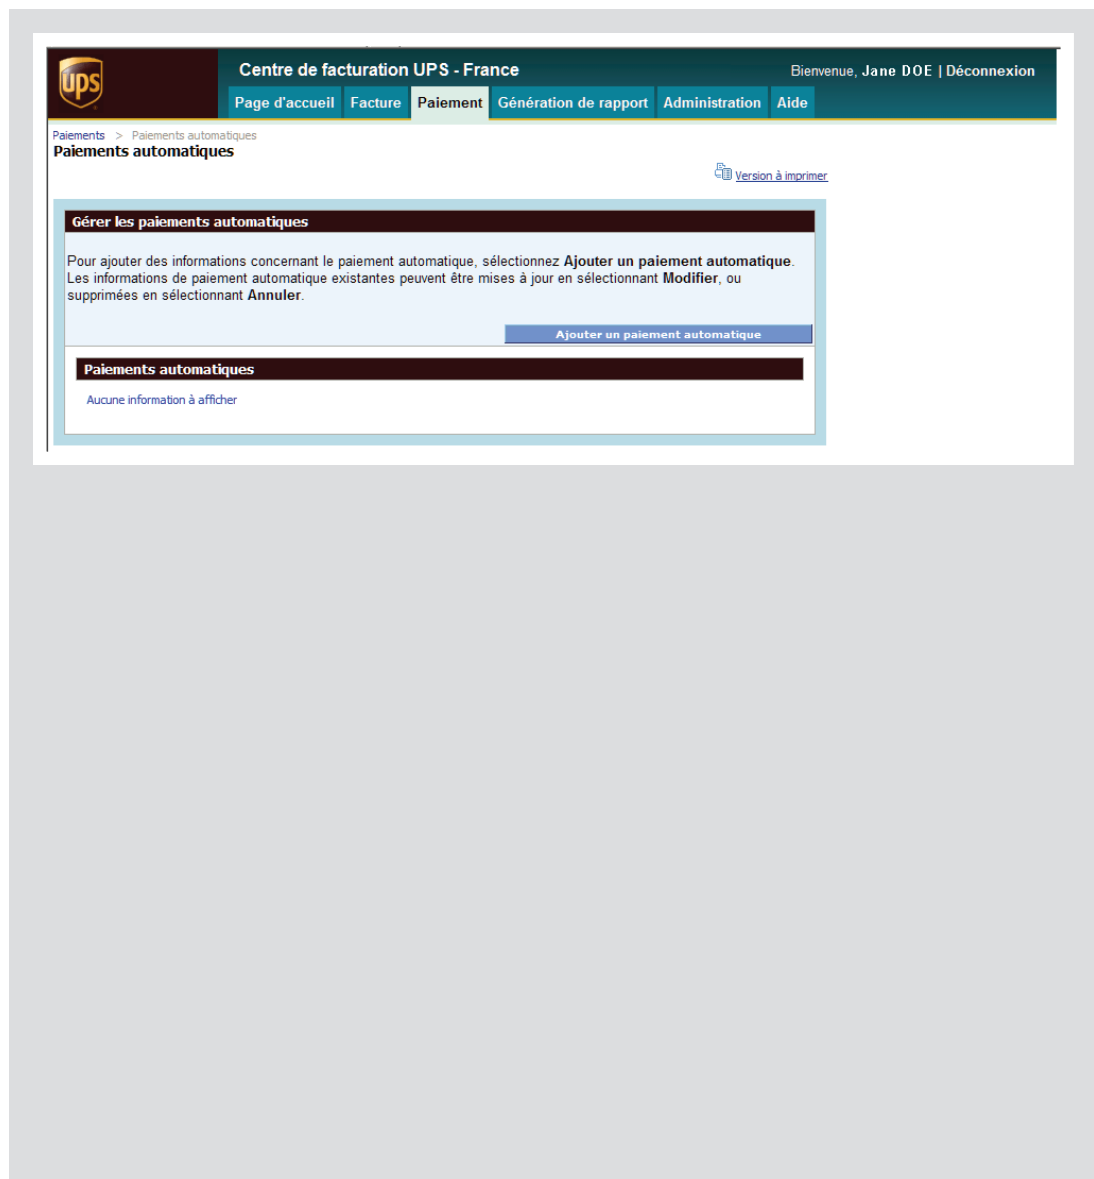 ups
Centre de facturation UPS - France
Bienvenue, Jane DOE | Déconnexion
Page d'accueil Facture Paiement Génération de rapport Administration Aide
Paiements > Paiements automatiques
Paiements automatiques
Version à imprimer
Gérer les paiements automatiques
Pour ajouter des informations concernant le paiement automatique, sélectionnez Ajouter un paiement automatique.
Les informations de paiement automatique existantes peuvent être mises à jour en sélectionnant Modifier, ou
supprimées en sélectionnant Annuler.
Ajouter un paiement automatique
Paiements automatiques
Aucune information à afficher